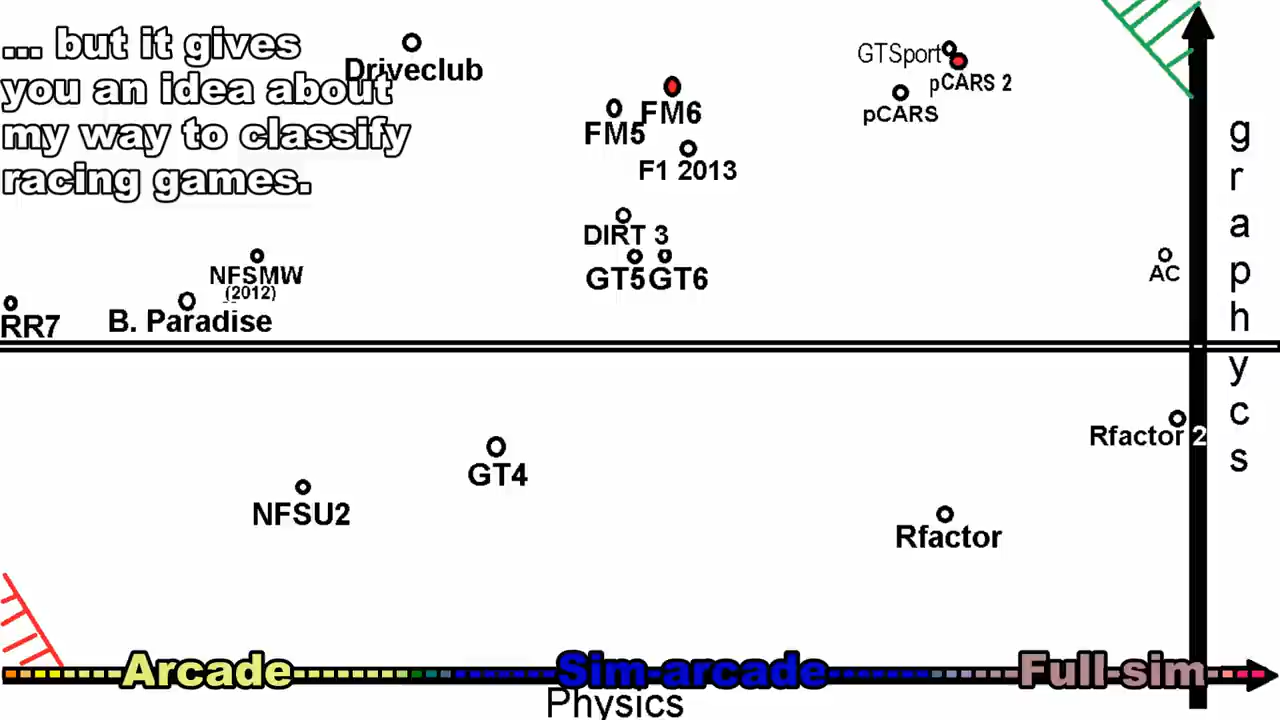 ... but it gives
you an idea about
my way to classify
racing games.
Driveclub
GTSport
pCARS 2
pCARS
FM6
FM5
F1 2013
DIRT 3
GT5
GT6
NFSMW
(2012)
AC
RR7
B. Paradise
Rfactor 2
GT4
NFSU2
Rfactor
graphycs
Arcade
Sim-arcade
Full-sim
Physics